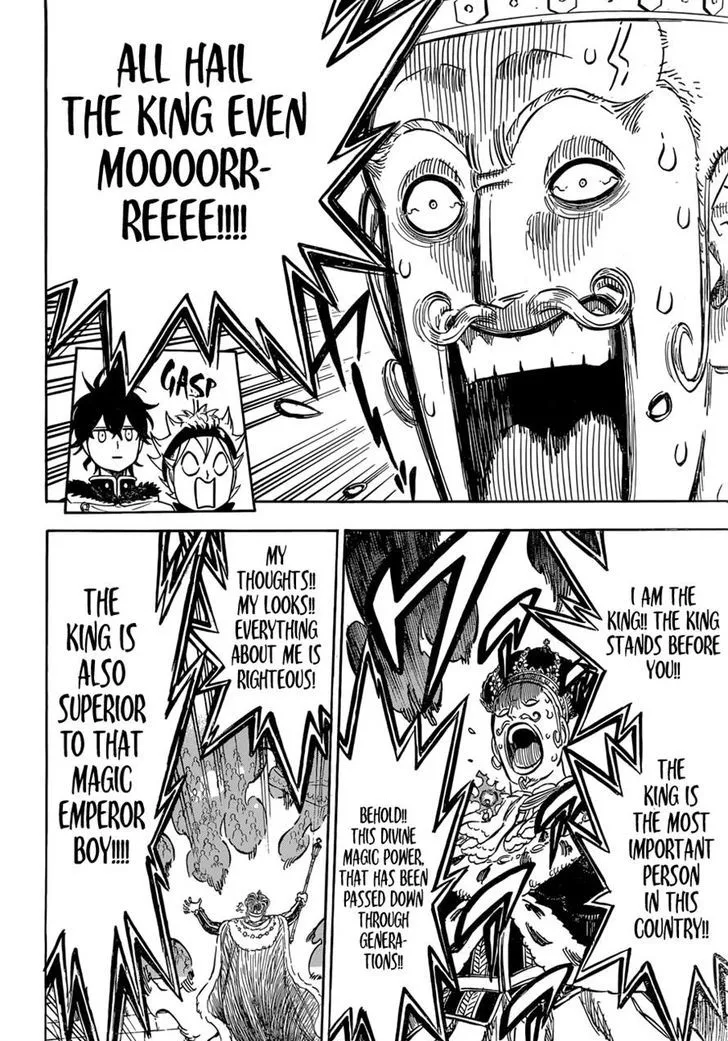 ALL HAIL
THE KING EVEN
MOOOORR-
REEEE!!!!
GASP
I AM THE
KING!! THE KING
STANDS BEFORE
YOU!!
THE
KING IS
THE MOST
IMPORTANT
PERSON
IN THIS
COUNTRY!!
BEHOLD!!
THIS DIVINE
MAGIC POWER,
THAT HAS BEEN
PASSED DOWN
THROUGH
GENERA-
TIONS!!
MY
THOUGHTS!!
MY LOOKS!!
EVERYTHING
ABOUT ME IS
RIGHTEOUS!
THE
KING IS
ALSO
SUPERIOR
TO THAT
MAGIC
EMPEROR
BOY!!!!